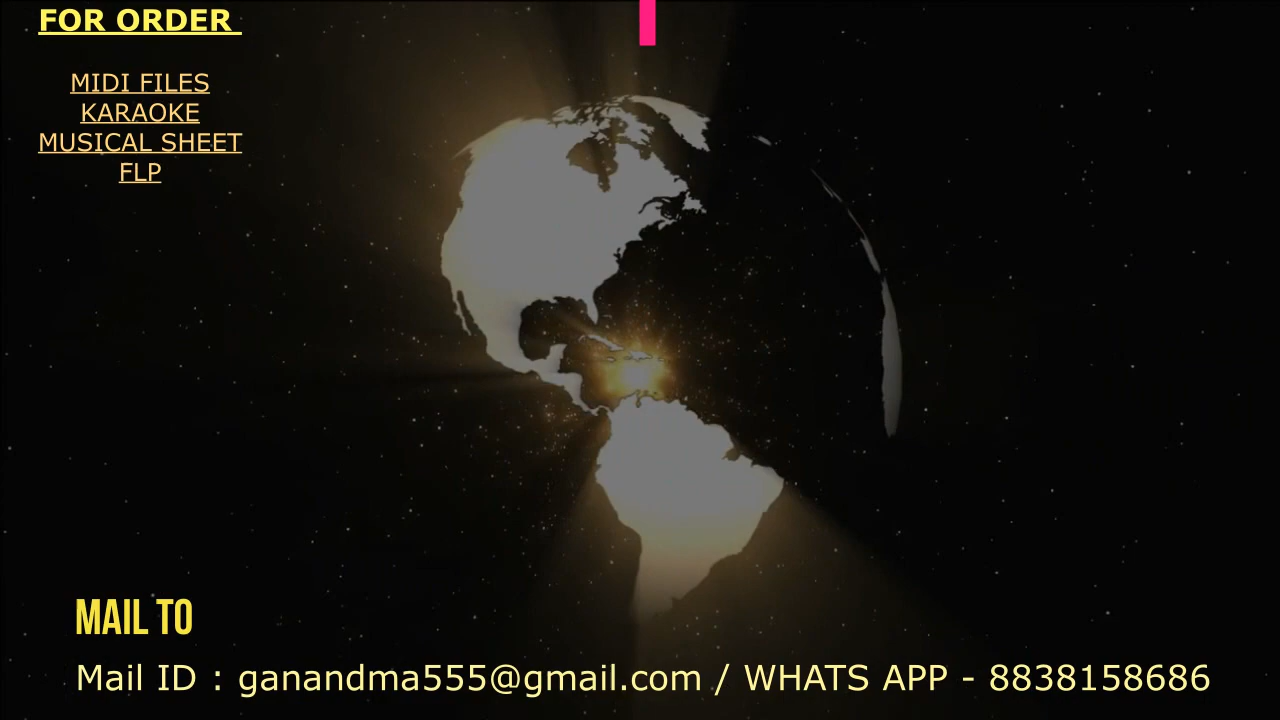 FOR ORDER
MIDI FILES
KARAOKE
MUSICAL SHEET
FLP
MAIL TO
Mail ID : ganandma555@gmail.com / WHATS APP - 8838158686